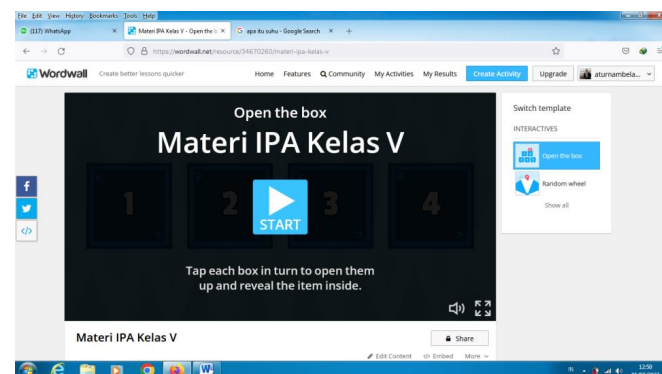 File Edit View History Bookmarks Tools Help
(117) WhatsApp
Materi IPA Kelas V - Open the b
apa itu suhu - Google Search
https://wordwall.net/resource/54670260/materi-ipa-kelas-v
Wordwall
Create better lessons quicker
Home Features Community My Activities My Results Create Activity Upgrade aturnambela...
Open the box
Materi IPA Kelas V
1 2 3 4
START
Tap each box in turn to open them
up and reveal the item inside.
Switch template
INTERACTIVES
Open the box
Random wheel
Show all
Materi IPA Kelas V
Share
Edit Content Embed More
IN
12:50